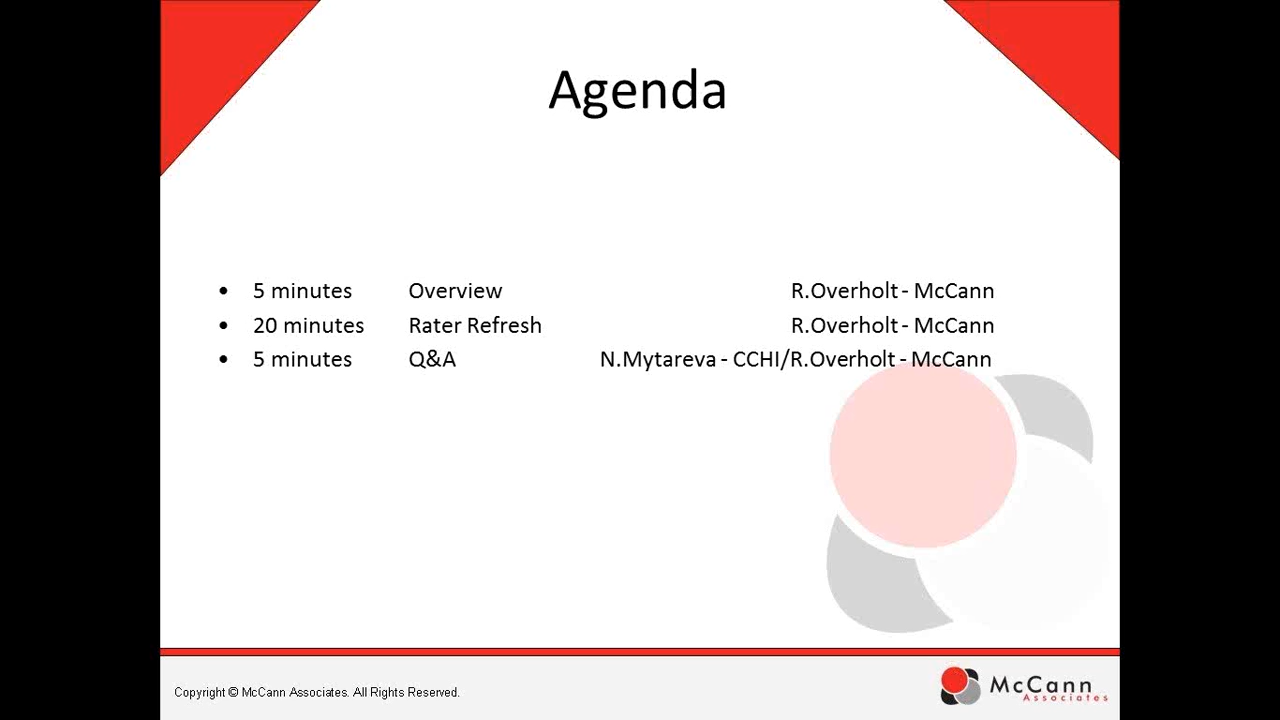 Agenda
• 5 minutes Overview R.Overholt - McCann
• 20 minutes Rater Refresh R.Overholt - McCann
• 5 minutes Q&A N.Mytareva - CCHI/R.Overholt - McCann
Copyright © McCann Associates. All Rights Reserved.
McCann
Associates